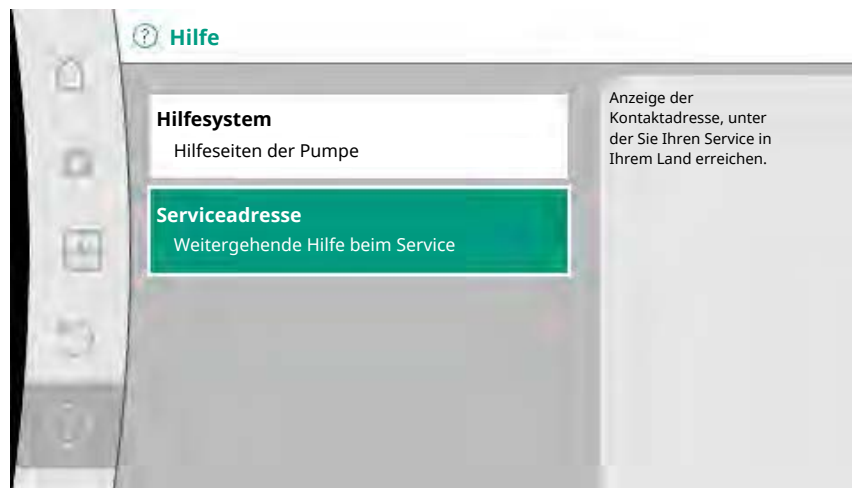 Hilfe
Hilfesystem
Hilfeseiten der Pumpe
Serviceadresse
Weitergehende Hilfe beim Service
Anzeige der
Kontaktadresse, unter
der Sie Ihren Service in
Ihrem Land erreichen.